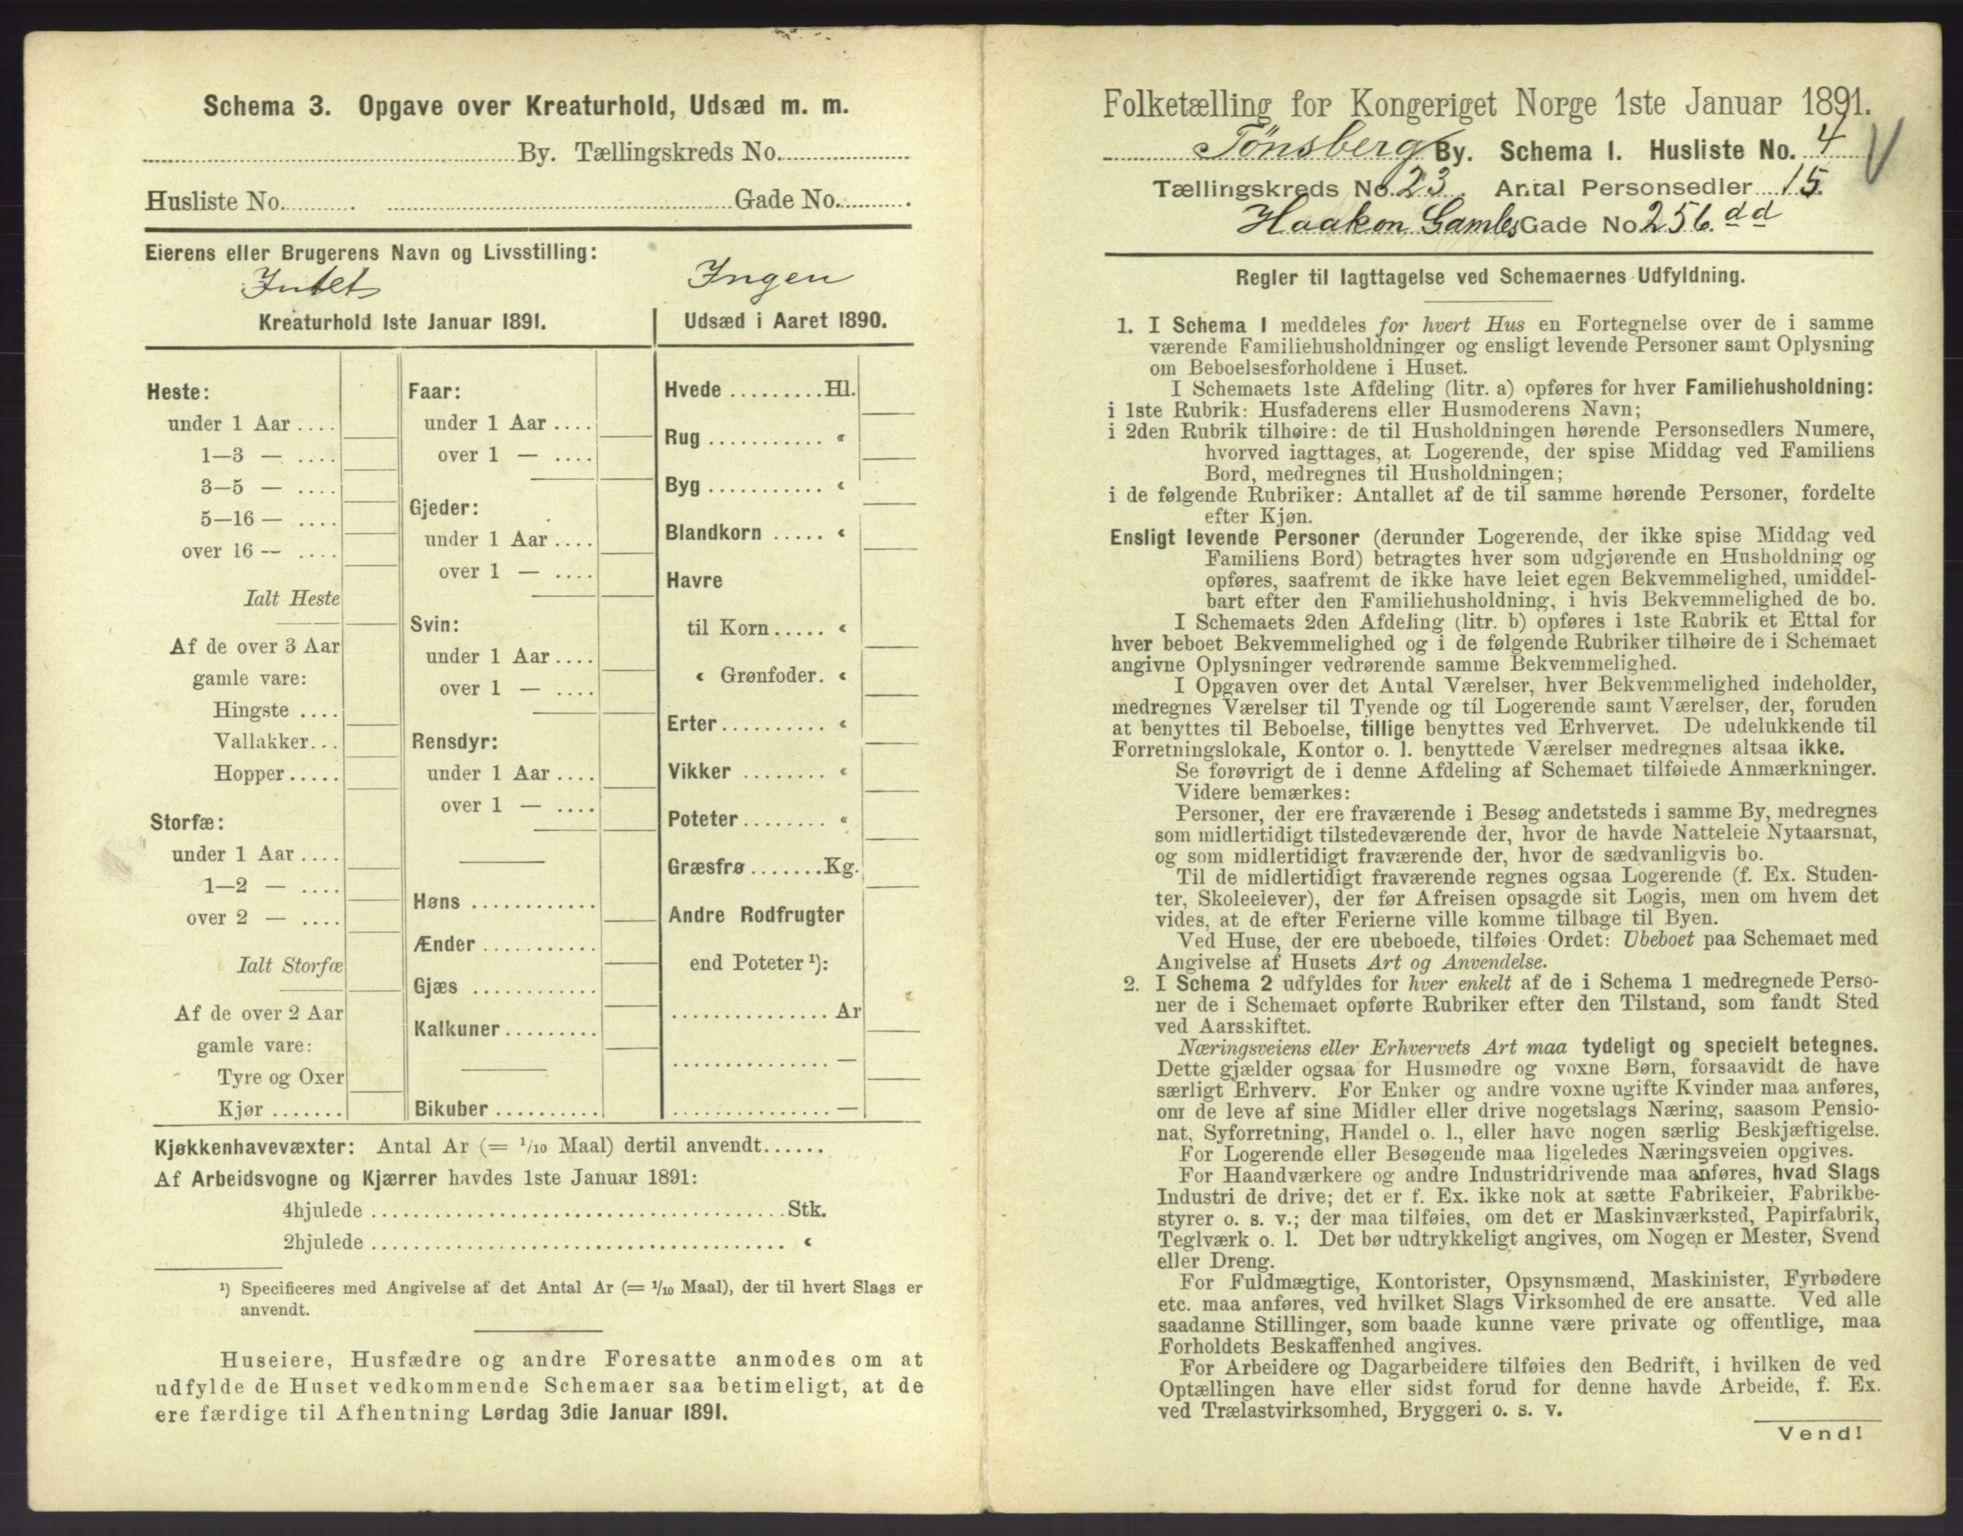 Schema 3. Opgave over Kreaturhold, Udsæd m. m.
By. Tællingskreds No.
Husliste No. . Gade No. .
Eierens eller Brugerens Navn og Livsstilling:
Intet
Ingen
Kreaturhold 1ste Januar 1891.
Udsæd i Aaret 1890.
Heste:
under 1 Aar ....
1—3 — ....
3—5 — ....
5—16 — ....
over 16 — ....
Ialt Heste
Af de over 3 Aar
gamle vare:
Hingste ....
Vallakker...
Hopper.....
Storfæ:
under 1 Aar ....
1—2 — ....
over 2 — ....
Ialt Storfæ
Af de over 2 Aar
gamle vare:
Tyre og Oxer
Kjør .......
Faar:
under 1 Aar ....
over 1 — ....
Gjeder:
under 1 Aar ....
over 1 — ....
Svin:
under 1 Aar ....
over 1 — ....
Rensdyr:
under 1 Aar ....
over 1 — ....
Høns ............
Ænder ...........
Gjæs ............
Kalkuner.........
Bikuber ..........
Hvede .........Hl.
Rug ........... «
Byg ........... «
Blandkorn ..... «
Havre
til Korn..... «
« Grønfoder. «
Erter.......... «
Vikker ........ «
Poteter........ «
Græsfrø .......Kg.
Andre Rodfrugter
end Poteter ¹):
............... Ar
............... —
............... —
Kjøkkenhavevæxter: Antal Ar (= 1/10 Maal) dertil anvendt......
Af Arbeidsvogne og Kjærrer havdes 1ste Januar 1891:
4hjulede ......................................Stk.
2hjulede ...................................... «
¹) Specificeres med Angivelse af det Antal Ar (= 1/10 Maal), der til hvert Slags er
anvendt.
Huseiere, Husfædre og andre Foresatte anmodes om at
udfylde de Huset vedkommende Schemaer saa betimeligt, at de
ere færdige til Afhentning Lørdag 3die Januar 1891.
Folketælling for Kongeriget Norge 1ste Januar 1891.
Tønsberg By. Schema 1. Husliste No. 4
Tællingskreds No 23. Antal Personsedler 15.
Haakon Gamles Gade No 256. dd
Regler til Iagttagelse ved Schemaernes Udfyldning.
1. I Schema 1 meddeles for hvert Hus en Fortegnelse over de i samme
værende Familiehusholdninger og ensligt levende Personer samt Oplysning
om Beboelsesforholdene i Huset.
I Schemaets 1ste Afdeling (litr. a) opføres for hver Familiehusholdning:
i 1ste Rubrik: Husfaderens eller Husmoderens Navn;
i 2den Rubrik tilhøire: de til Husholdningen hørende Personsedlers Numere,
hvorved iagttages, at Logerende, der spise Middag ved Familiens
Bord, medregnes til Husholdningen;
i de følgende Rubriker: Antallet af de til samme hørende Personer, fordelte
efter Kjøn.
Ensligt levende Personer (derunder Logerende, der ikke spise Middag ved
Familiens Bord) betragtes hver som udgjørende en Husholdning og
opføres, saafremt de ikke have leiet egen Bekvemmelighed, umiddel-
bart efter den Familiehusholdning, i hvis Bekvemmelighed de bo.
I Schemaets 2den Afdeling (litr. b) opføres i 1ste Rubrik et Ettal for
hver beboet Bekvemmelighed og i de følgende Rubriker tilhøire de i Schemaet
angivne Oplysninger vedrørende samme Bekvemmelighed.
I Opgaven over det Antal Værelser, hver Bekvemmelighed indeholder,
medregnes Værelser til Tyende og til Logerende samt Værelser, der, foruden
at benyttes til Beboelse, tillige benyttes ved Erhvervet. De udelukkende til
Forretningslokale, Kontor o. l. benyttede Værelser medregnes altsaa ikke.
Se forøvrigt de i denne Afdeling af Schemaet tilføiede Anmærkninger.
Videre bemærkes:
Personer, der ere fraværende i Besøg andetsteds i samme By, medregnes
som midlertidigt tilstedeværende der, hvor de havde Natteleie Nytaarsnat,
og som midlertidigt fraværende der, hvor de sædvanligvis bo.
Til de midlertidigt fraværende regnes ogsaa Logerende (f. Ex. Studen-
ter, Skoleelever), der før Afreisen opsagde sit Logis, men om hvem det
vides, at de efter Ferierne ville komme tilbage til Byen.
Ved Huse, der ere ubeboede, tilføies Ordet: Ubeboet paa Schemaet med
Angivelse af Husets Art og Anvendelse.
2. I Schema 2 udfyldes for hver enkelt af de i Schema 1 medregnede Perso-
ner de i Schemaet opførte Rubriker efter den Tilstand, som fandt Sted
ved Aarsskiftet.
Næringsveiens eller Erhvervets Art maa tydeligt og specielt betegnes.
Dette gjælder ogsaa for Husmødre og voxne Børn, forsaavidt de have
særligt Erhverv. For Enker og andre voxne ugifte Kvinder maa anføres,
om de leve af sine Midler eller drive nogetslags Næring, saasom Pensio-
nat, Syforretning, Handel o. l., eller have nogen særlig Beskjæftigelse.
For Logerende eller Besøgende maa ligeledes Næringsveien opgives.
For Haandværkere og andre Industridrivende maa anføres, hvad Slags
Industri de drive; det er f. Ex. ikke nok at sætte Fabrikeier, Fabrikbe-
styrer o. s. v.; der maa tilføies, om det er Maskinværksted, Papirfabrik,
Teglværk o. l. Det bør udtrykkeligt angives, om Nogen er Mester, Svend
eller Dreng.
For Fuldmægtige, Kontorister, Opsynsmænd, Maskinister, Fyrbødere
etc. maa anføres, ved hvilket Slags Virksomhed de ere ansatte. Ved alle
saadanne Stillinger, som baade kunne være private og offentlige, maa
Forholdets Beskaffenhed angives.
For Arbeidere og Dagarbeidere tilføies den Bedrift, i hvilken de ved
Optællingen have eller sidst forud for denne havde Arbeide, f. Ex.
ved Trælastvirksomhed, Bryggeri o. s. v.
Vend!